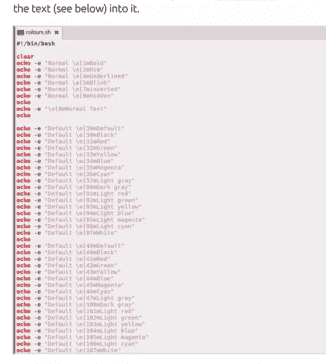 the text (see below) into it.
colours.sh ×
#!/bin/bash
clear
echo -e "Normal \e[1mBold"
echo -e "Normal \e[2mDim"
echo -e "Normal \e[4mUnderlined"
echo -e "Normal \e[5mBlink"
echo -e "Normal \e[7minverted"
echo -e "Normal \e[8mHidden"
echo
echo -e "\e[0mNormal Text"
echo
echo -e "Default \e[39mDefault"
echo -e "Default \e[30mBlack"
echo -e "Default \e[31mRed"
echo -e "Default \e[32mGreen"
echo -e "Default \e[33mYellow"
echo -e "Default \e[34mBlue"
echo -e "Default \e[35mMagenta"
echo -e "Default \e[36mCyan"
echo -e "Default \e[37mLight gray"
echo -e "Default \e[90mDark gray"
echo -e "Default \e[91mLight red"
echo -e "Default \e[92mLight green"
echo -e "Default \e[93mLight yellow"
echo -e "Default \e[94mLight blue"
echo -e "Default \e[95mLight magenta"
echo -e "Default \e[96mLight cyan"
echo -e "Default \e[97mWhite"
echo
echo -e "Default \e[49mDefault"
echo -e "Default \e[40mBlack"
echo -e "Default \e[41mRed"
echo -e "Default \e[42mGreen"
echo -e "Default \e[43mYellow"
echo -e "Default \e[44mBlue"
echo -e "Default \e[45mMagenta"
echo -e "Default \e[46mCyan"
echo -e "Default \e[47mLight gray"
echo -e "Default \e[100mDark gray"
echo -e "Default \e[101mLight red"
echo -e "Default \e[102mLight green"
echo -e "Default \e[103mLight yellow"
echo -e "Default \e[104mLight blue"
echo -e "Default \e[105mLight magenta"
echo -e "Default \e[106mLight cyan"
echo -e "Default \e[107mWhite"